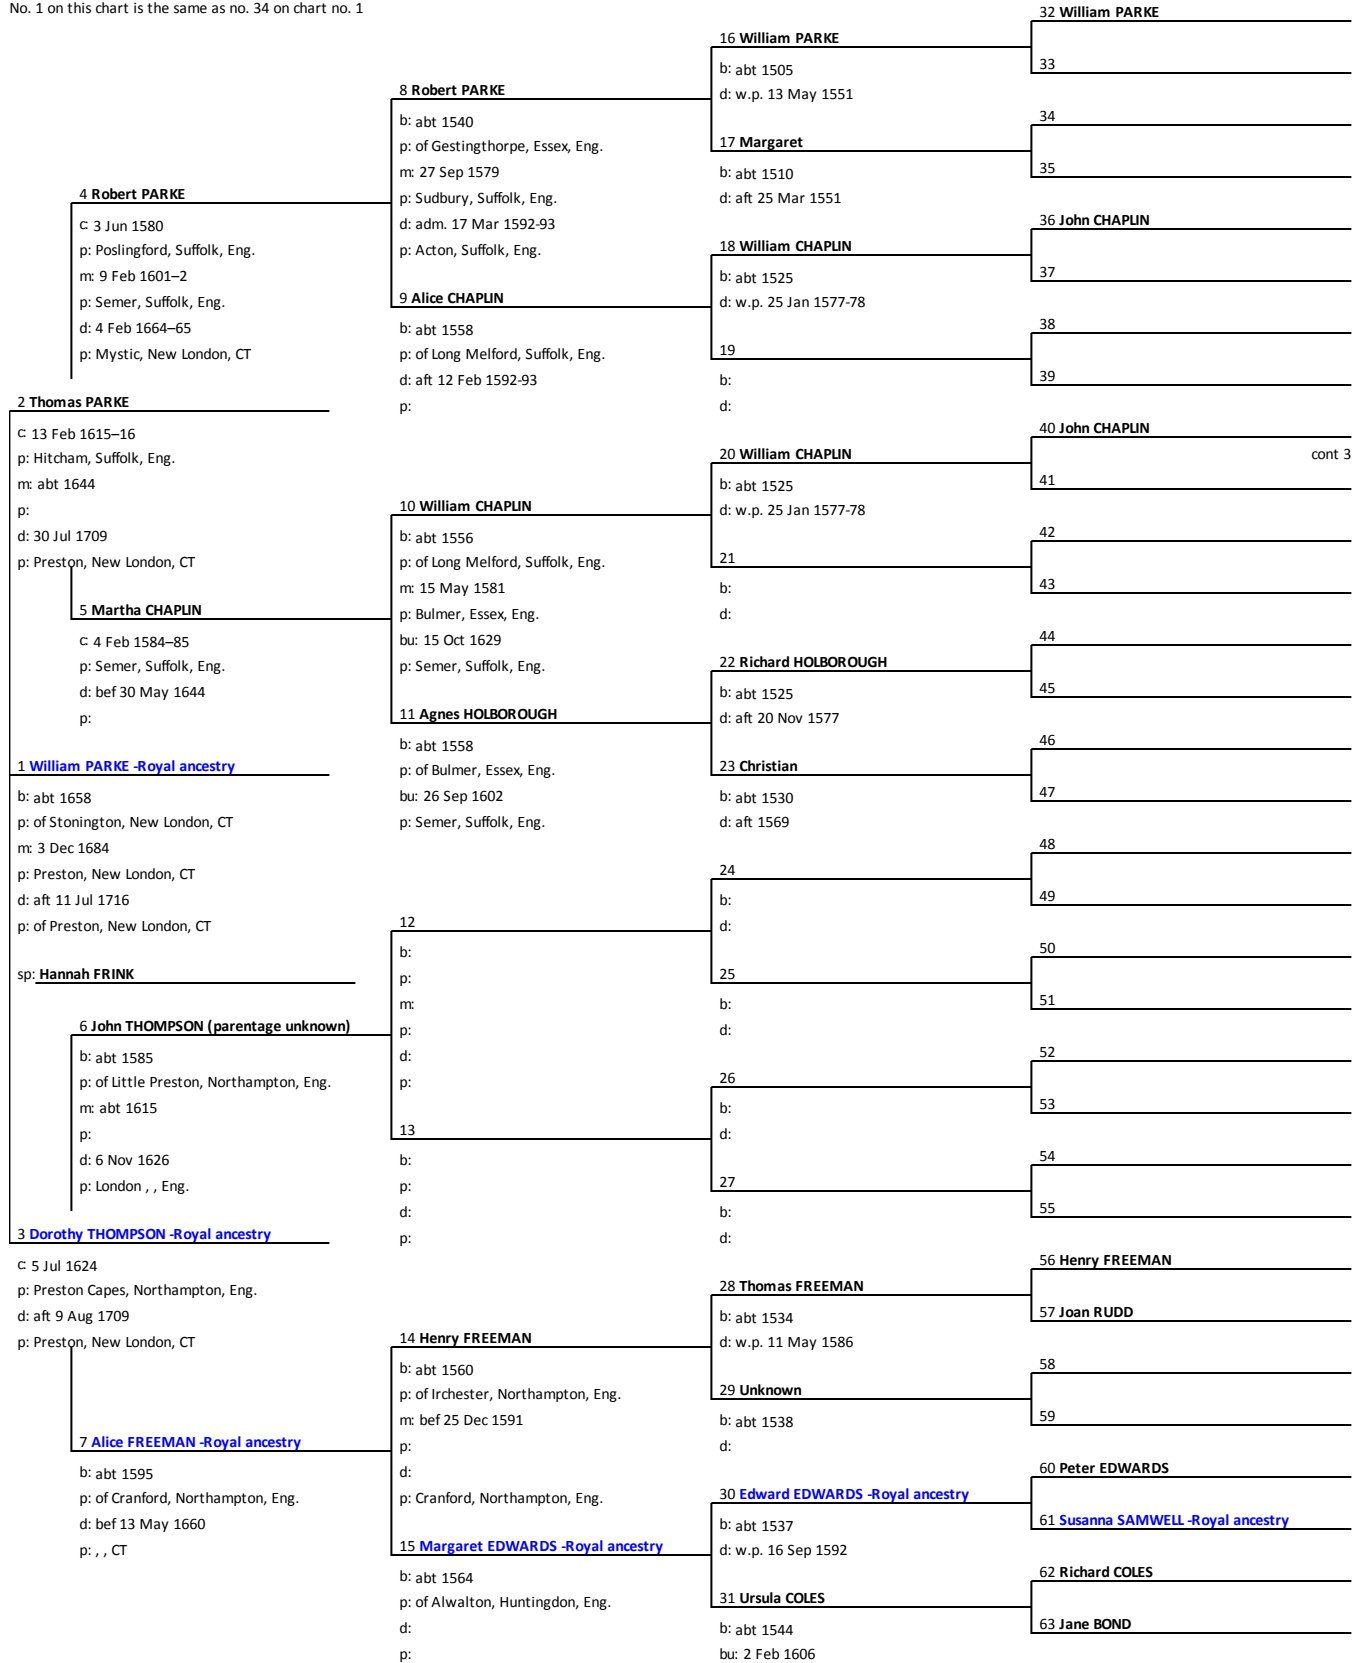 No. 1 on this chart is the same as no. 34 on chart no. 1
2 Thomas PARKE
c: 13 Feb 1615–16
p: Hitcham, Suffolk, Eng.
m: abt 1644
p:
d: 30 Jul 1709
p: Preston, New London, CT
1 William PARKE -Royal ancestry
b: abt 1658
p: of Stonington, New London, CT
m: 3 Dec 1684
p: Preston, New London, CT
d: aft 11 Jul 1716
p: of Preston, New London, CT
sp: Hannah FRINK
3 Dorothy THOMPSON -Royal ancestry
c: 5 Jul 1624
p: Preston Capes, Northampton, Eng.
d: aft 9 Aug 1709
p: Preston, New London, CT
4 Robert PARKE
c: 3 Jun 1580
p: Poslingford, Suffolk, Eng.
m: 9 Feb 1601–2
p: Semer, Suffolk, Eng.
d: 4 Feb 1664–65
p: Mystic, New London, CT
5 Martha CHAPLIN
c: 4 Feb 1584–85
p: Semer, Suffolk, Eng.
d: bef 30 May 1644
p:
6 John THOMPSON (parentage unknown)
b: abt 1585
p: of Little Preston, Northampton, Eng.
m: abt 1615
p:
d: 6 Nov 1626
p: London , , Eng.
7 Alice FREEMAN -Royal ancestry
b: abt 1595
p: of Cranford, Northampton, Eng.
d: bef 13 May 1660
p: , , CT
8 Robert PARKE
b: abt 1540
p: of Gestingthorpe, Essex, Eng.
m: 27 Sep 1579
p: Sudbury, Suffolk, Eng.
d: adm. 17 Mar 1592-93
p: Acton, Suffolk, Eng.
9 Alice CHAPLIN
b: abt 1558
p: of Long Melford, Suffolk, Eng.
d: aft 12 Feb 1592-93
p:
10 William CHAPLIN
b: abt 1556
p: of Long Melford, Suffolk, Eng.
m: 15 May 1581
p: Bulmer, Essex, Eng.
bu: 15 Oct 1629
p: Semer, Suffolk, Eng.
11 Agnes HOLBOROUGH
b: abt 1558
p: of Bulmer, Essex, Eng.
bu: 26 Sep 1602
p: Semer, Suffolk, Eng.
12
b:
p:
m:
p:
d:
p:
13
b:
p:
d:
p:
14 Henry FREEMAN
b: abt 1560
p: of Irchester, Northampton, Eng.
m: bef 25 Dec 1591
p:
d:
p: Cranford, Northampton, Eng.
15 Margaret EDWARDS -Royal ancestry
b: abt 1564
p: of Alwalton, Huntingdon, Eng.
d:
p:
16 William PARKE
b: abt 1505
d: w.p. 13 May 1551
17 Margaret
b: abt 1510
d: aft 25 Mar 1551
18 William CHAPLIN
b: abt 1525
d: w.p. 25 Jan 1577-78
19
b:
d:
20 William CHAPLIN
b: abt 1525
d: w.p. 25 Jan 1577-78
21
b:
d:
22 Richard HOLBOROUGH
b: abt 1525
d: aft 20 Nov 1577
23 Christian
b: abt 1530
d: aft 1569
24
b:
d:
25
b:
d:
26
b:
d:
27
b:
d:
28 Thomas FREEMAN
b: abt 1534
d: w.p. 11 May 1586
29 Unknown
b: abt 1538
d:
30 Edward EDWARDS -Royal ancestry
b: abt 1537
d: w.p. 16 Sep 1592
31 Ursula COLES
b: abt 1544
bu: 2 Feb 1606
32 William PARKE
33
34
35
36 John CHAPLIN
37
38
39
40 John CHAPLIN
cont 3
41
42
43
44
45
46
47
48
49
50
51
52
53
54
55
56 Henry FREEMAN
57 Joan RUDD
58
59
60 Peter EDWARDS
61 Susanna SAMWELL -Royal ancestry
62 Richard COLES
63 Jane BOND